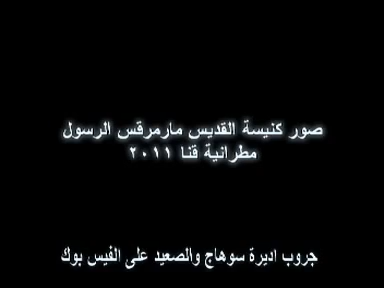 صور كنيسة القديس مارمرقس الرسول
مطرانية قنا ٢٠١١
جروب اديرة سوهاج والصعيد على الفيس بوك